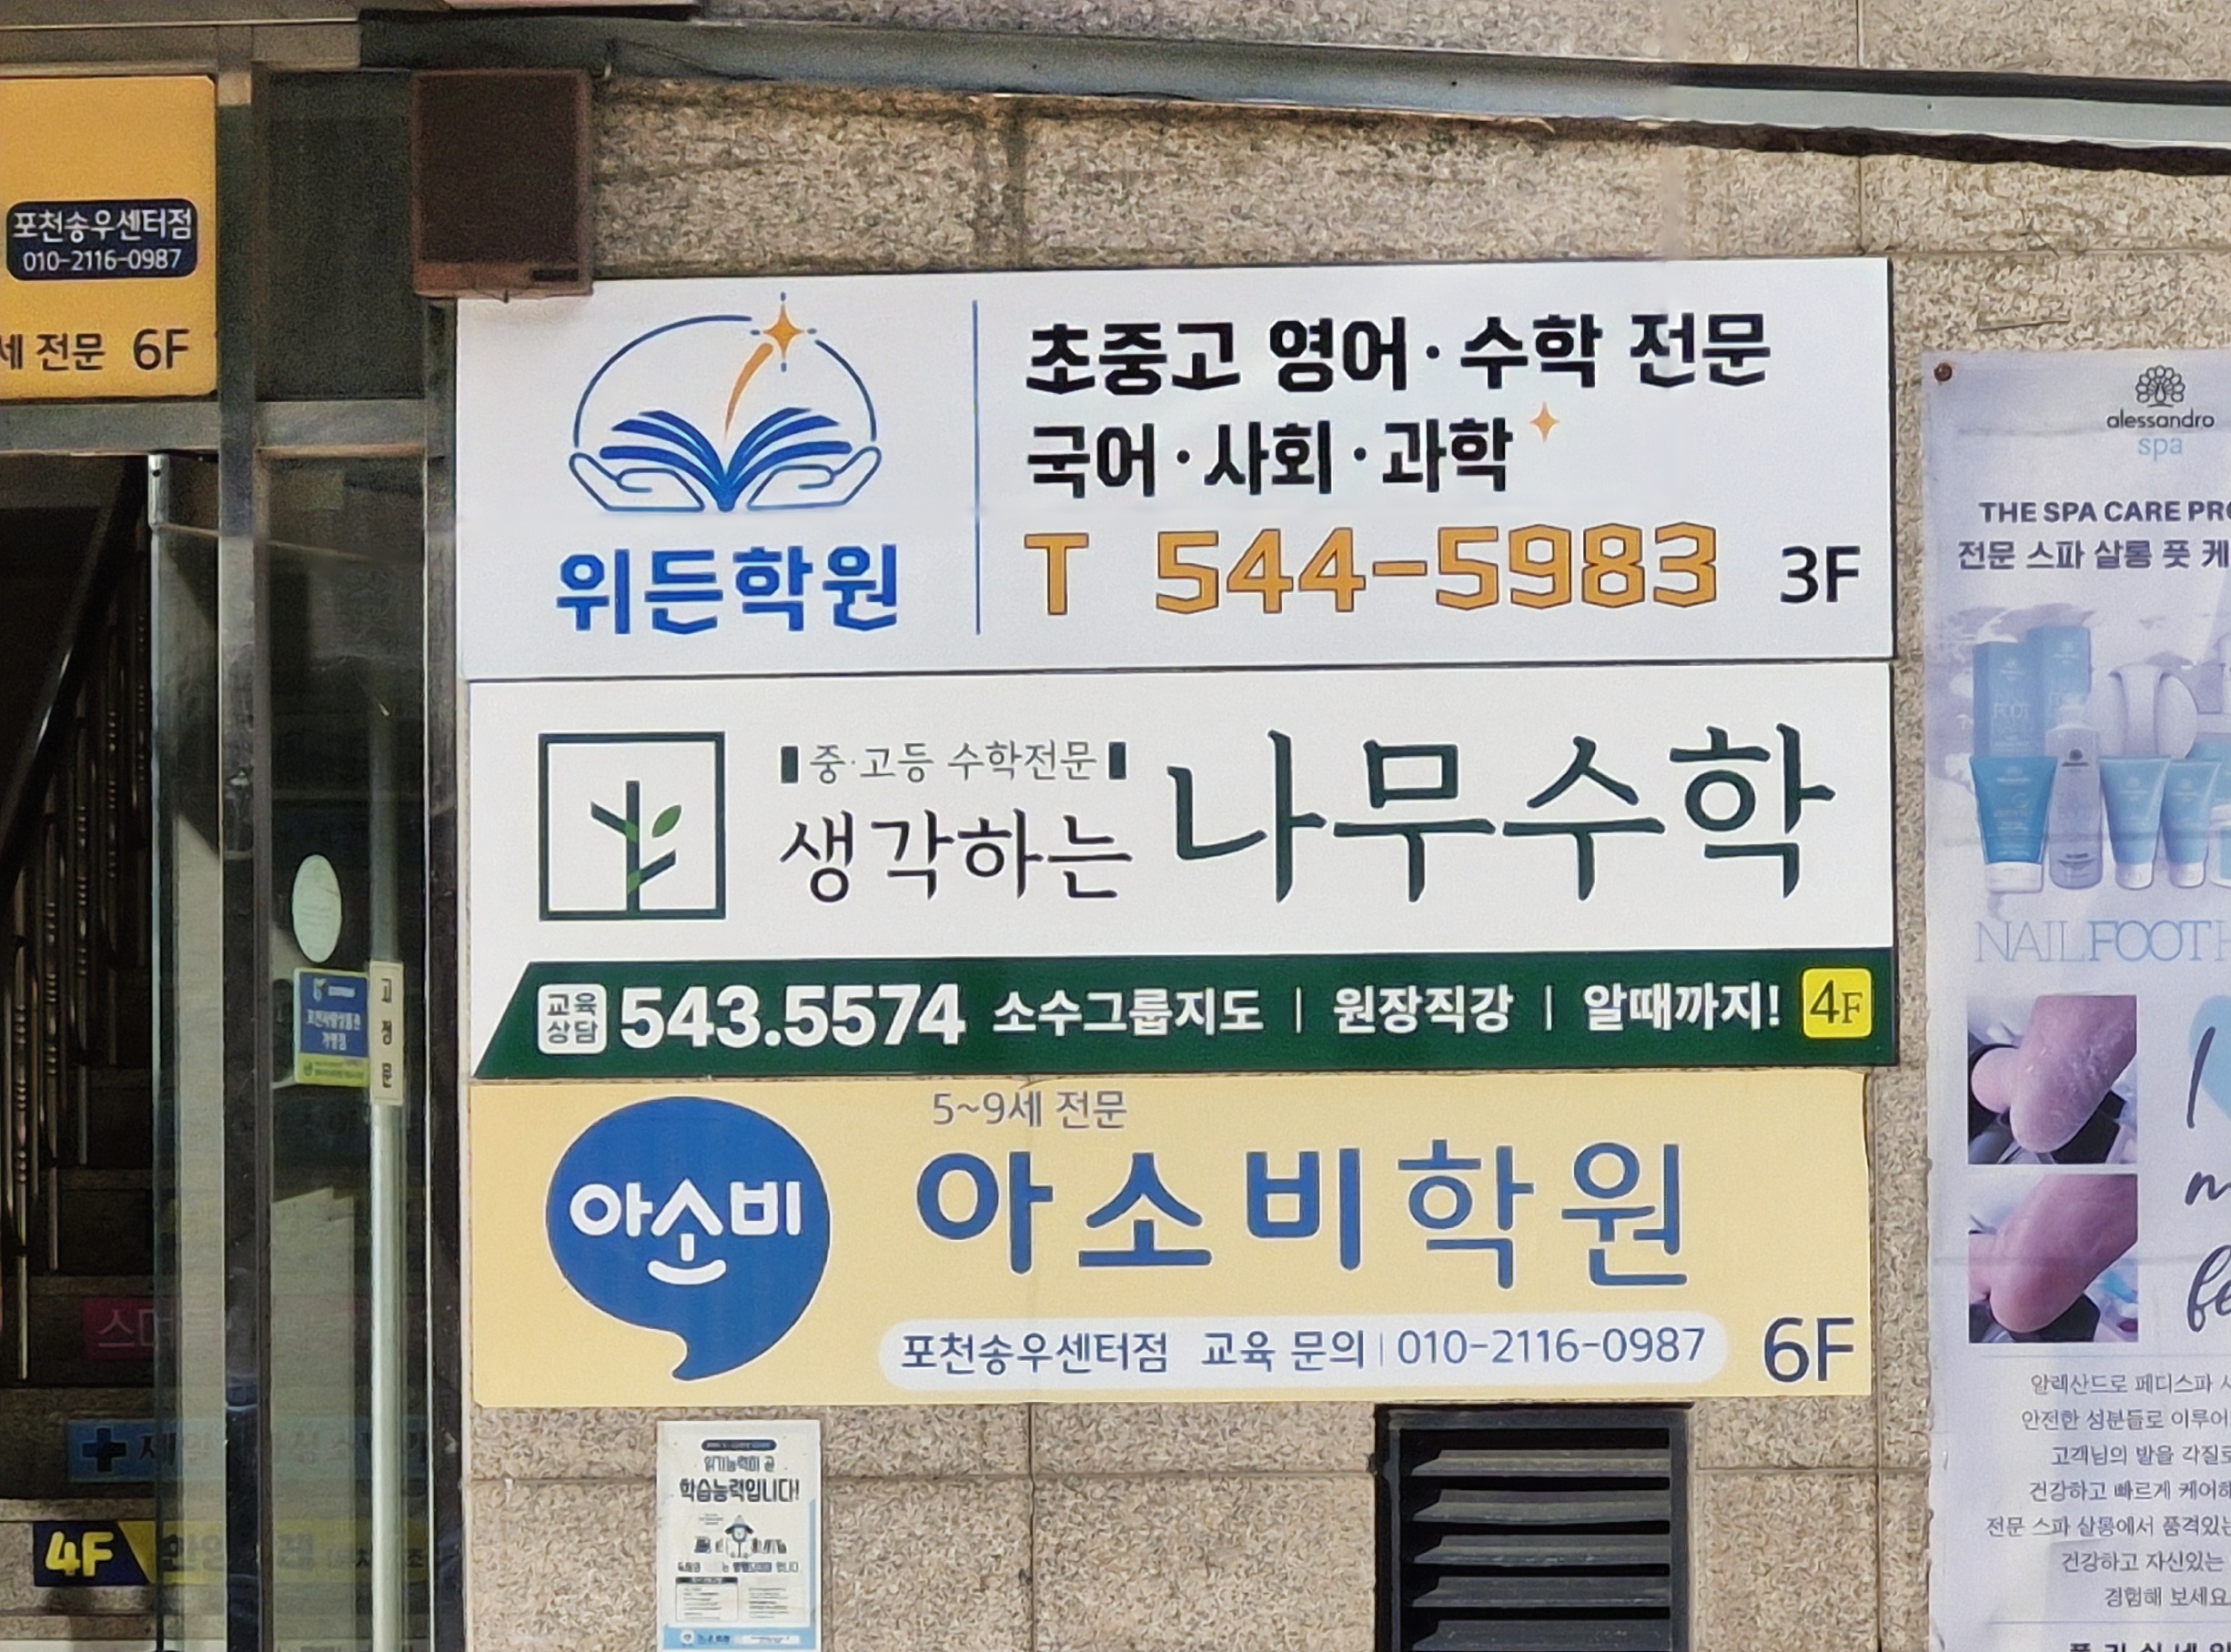 포천송우센터점
010-2116-0987
세 전문 6F
초중고 영어·수학 전문
국어·사회·과학
위든학원
T 544-5983 3F
중·고등 수학전문
생각하는 나무수학
교육
상담
543.5574 소수그룹지도 | 원장직강 | 알때까지! 4F
5~9세 전문
아소비
아소비학원
포천송우센터점 교육 문의 | 010-2116-0987 6F
고
정
문
4F
학습능력입니다!
alessandro
spa
THE SPA CARE PRO
전문 스파 살롱 풋 케
NAILFOOT
알렉산드로 페디스파
안전한 성분들로 이루어
고객님의 발을 각질로
건강하고 빠르게 케어해
전문 스파 살롱에서 품격있는
건강하고 자신있는
경험해 보세요